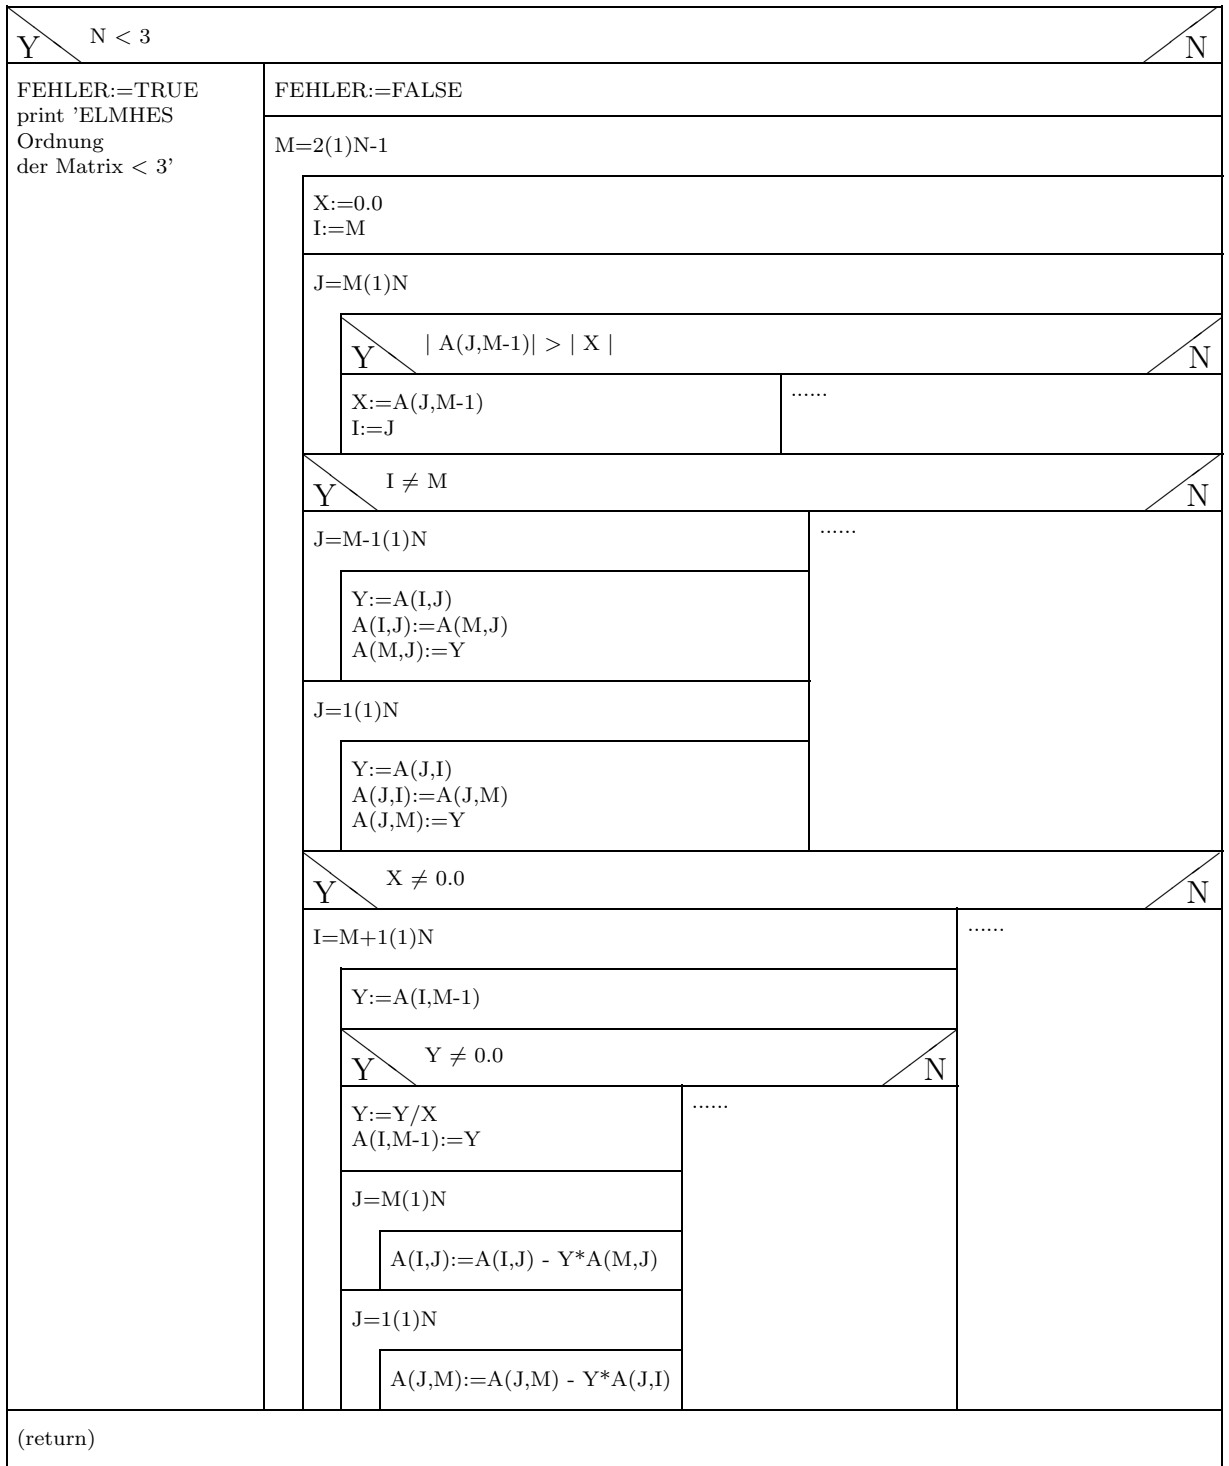 Y N < 3 N
FEHLER:=TRUE
print ’ELMHES
Ordnung
der Matrix < 3’
FEHLER:=FALSE
M=2(1)N-1
X:=0.0
I:=M
J=M(1)N
Y | A(J,M-1)| > | X | N
X:=A(J,M-1)
I:=J
......
Y I ≠ M N
J=M-1(1)N
Y:=A(I,J)
A(I,J):=A(M,J)
A(M,J):=Y
J=1(1)N
Y:=A(J,I)
A(J,I):=A(J,M)
A(J,M):=Y
......
Y X ≠ 0.0 N
I=M+1(1)N
Y:=A(I,M-1)
Y Y ≠ 0.0 N
Y:=Y/X
A(I,M-1):=Y
J=M(1)N
A(I,J):=A(I,J) - Y*A(M,J)
J=1(1)N
A(J,M):=A(J,M) - Y*A(J,I)
......
......
(return)